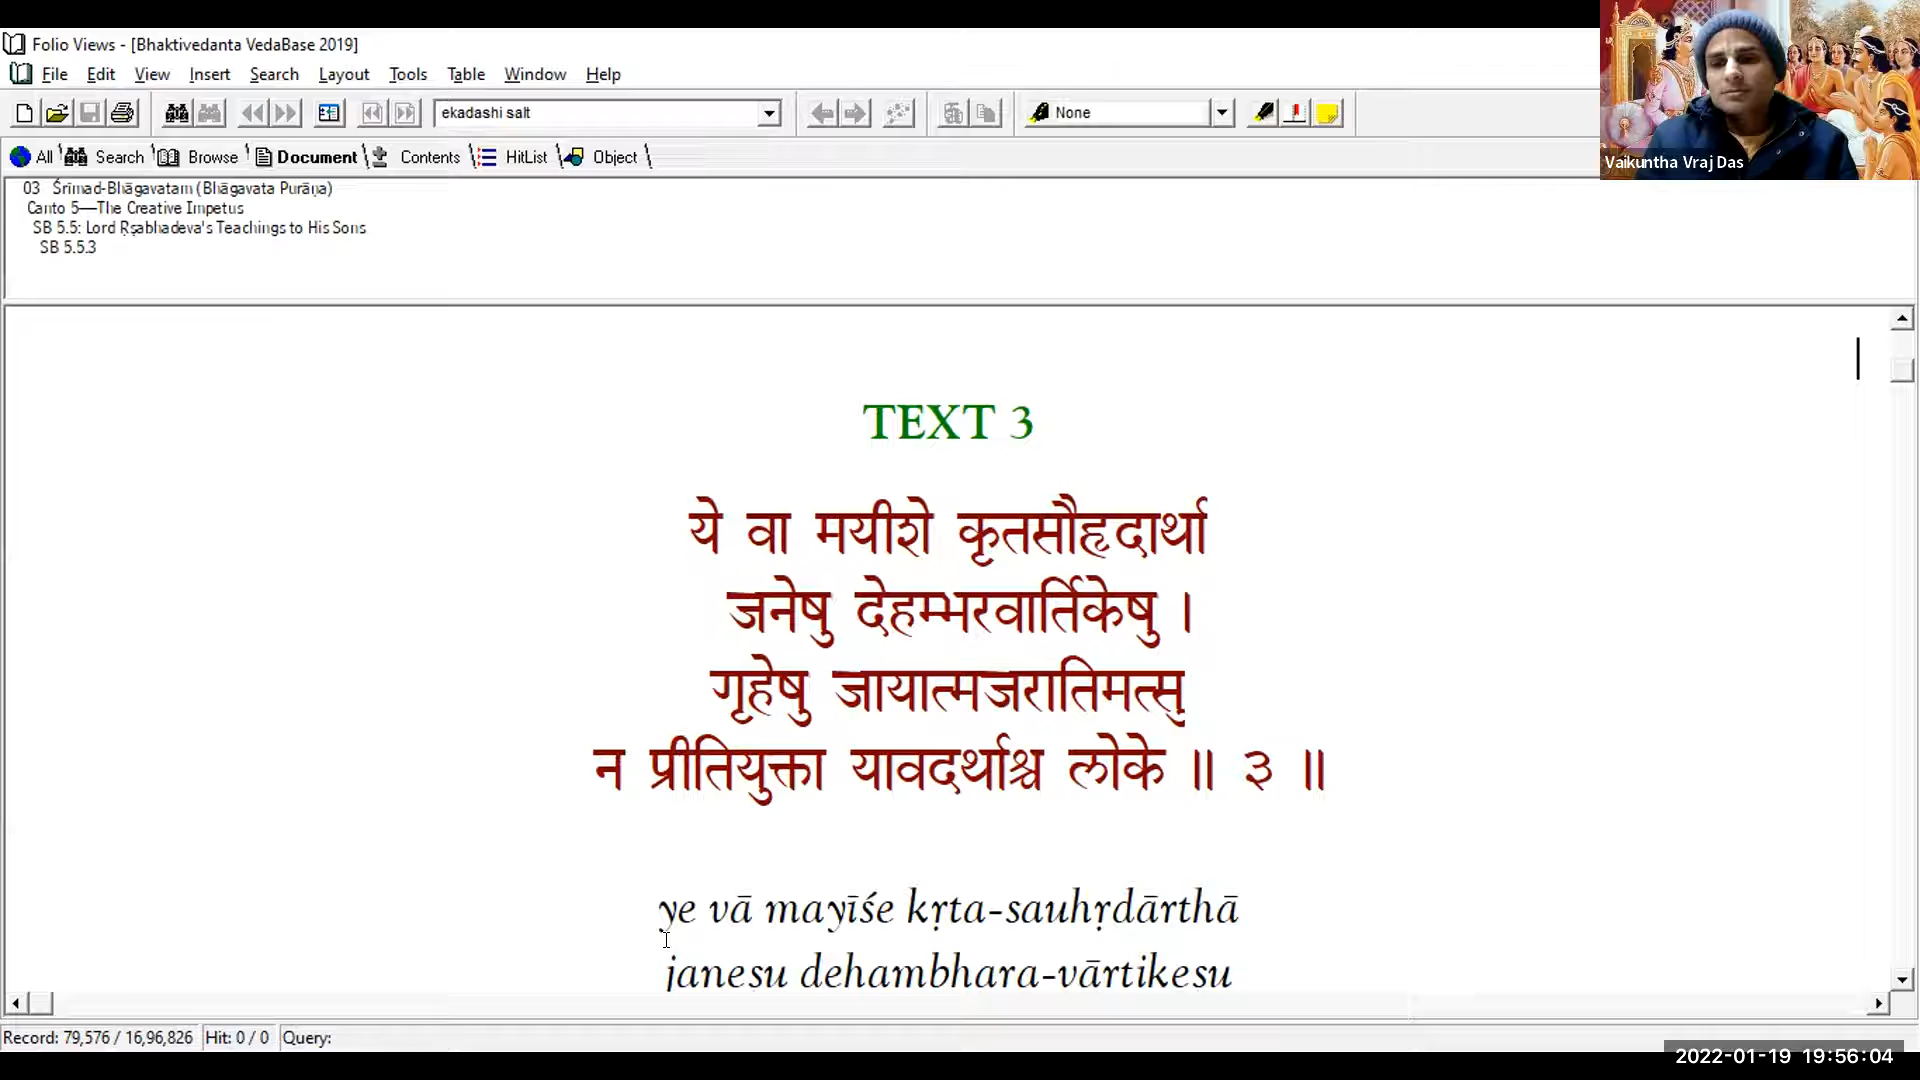 Folio Views - [Bhaktivedanta VedaBase 2019]
File Edit View Insert Search Layout Tools Table Window Help
ekadashi salt
None
All Search Browse Document Contents HitList Object
Vaikuntha Vraj Das
03 Śrīmad-Bhāgavatam (Bhāgavata Purāṇa)
Canto 5—The Creative Impetus
SB 5.5: Lord Ṛṣabhadeva's Teachings to His Sons
SB 5.5.3
TEXT 3
ये वा मयीशे कृतसौहृदार्था
जनेषु देहम्भरवार्तिकेषु ।
गृहेषु जायात्मजरातिमत्सु
न प्रीतियुक्ता यावदर्थाश्च लोके ॥ ३ ॥
ye vā mayīśe kṛta-sauhṛdārthā
janesu dehambhara-vārtikesu
Record: 79,576 / 16,96,826 Hit: 0 / 0 Query:
2022-01-19 19:56:04